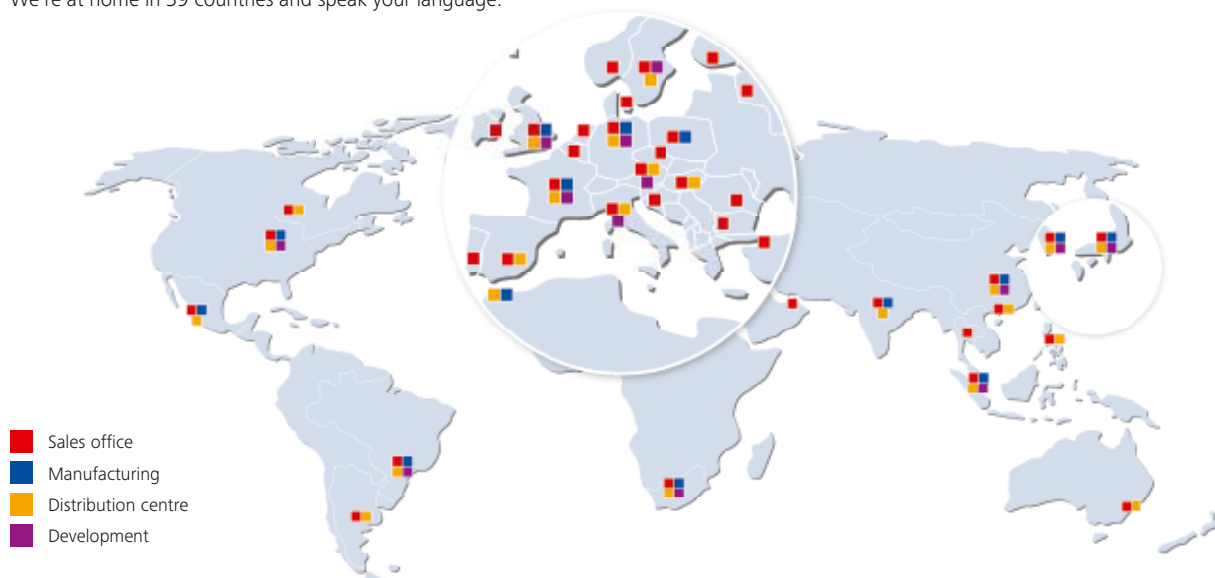 We're at home in 39 countries and speak your language.
Sales office
Manufacturing
Distribution centre
Development